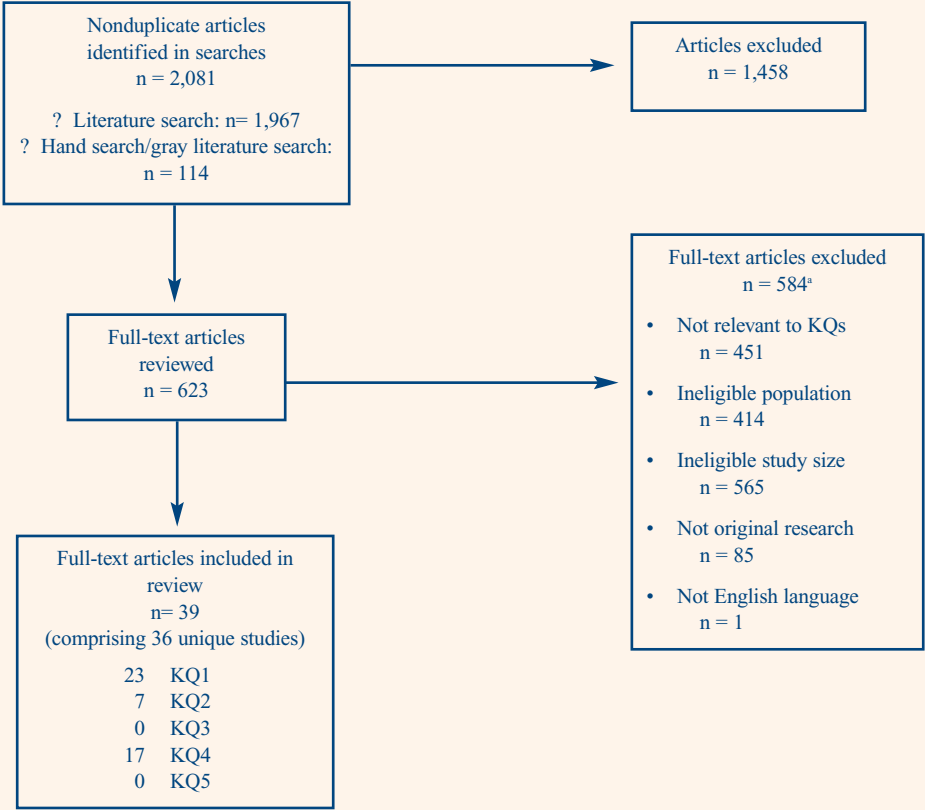 Nonduplicate articles
identified in searches
n = 2,081
? Literature search: n= 1,967
? Hand search/gray literature search:
n = 114
Articles excluded
n = 1,458
Full-text articles
reviewed
n = 623
Full-text articles excluded
n = 584ᵃ
• Not relevant to KQs
n = 451
• Ineligible population
n = 414
• Ineligible study size
n = 565
• Not original research
n = 85
• Not English language
n = 1
Full-text articles included in
review
n= 39
(comprising 36 unique studies)
23 KQ1
7 KQ2
0 KQ3
17 KQ4
0 KQ5